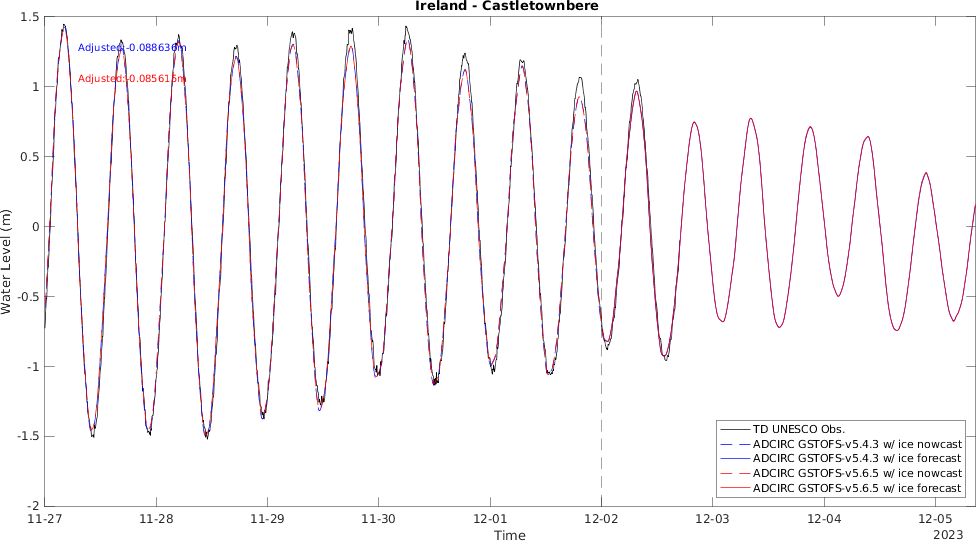 Ireland - Castletownbere
1.5
1
0.5
0
-0.5
-1
-1.5
-2
Water Level (m)
Adjusted:-0.088636m
Adjusted:-0.085615m
TD UNESCO Obs.
ADCIRC GSTOFS-v5.4.3 w/ ice nowcast
ADCIRC GSTOFS-v5.4.3 w/ ice forecast
ADCIRC GSTOFS-v5.6.5 w/ ice nowcast
ADCIRC GSTOFS-v5.6.5 w/ ice forecast
11-27 11-28 11-29 11-30 12-01 12-02 12-03 12-04 12-05
Time
2023